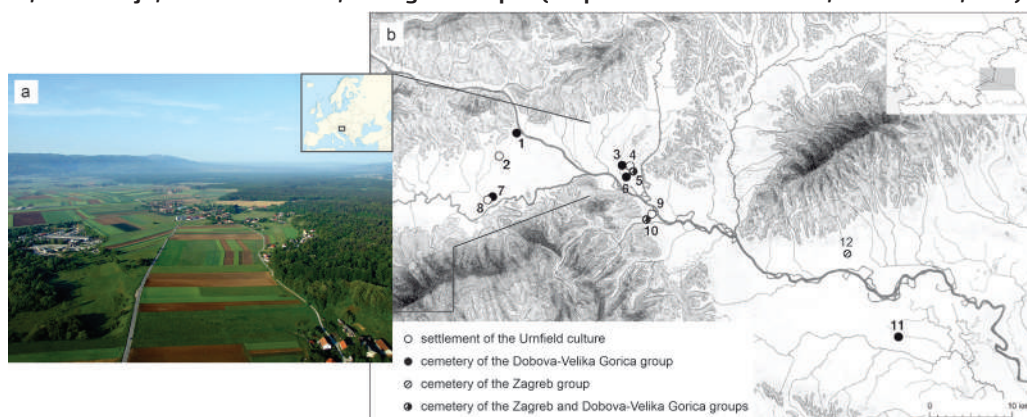 a
b
1
2
3
4
5
6
7
8
9
10
11
12
○ settlement of the Urnfield culture
● cemetery of the Dobova-Velika Gorica group
cemetery of the Zagreb group
cemetery of the Zagreb and Dobova-Velika Gorica groups
0